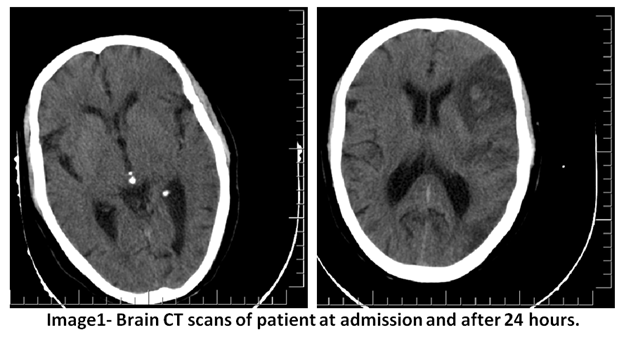 Image1- Brain CT scans of patient at admission and after 24 hours.